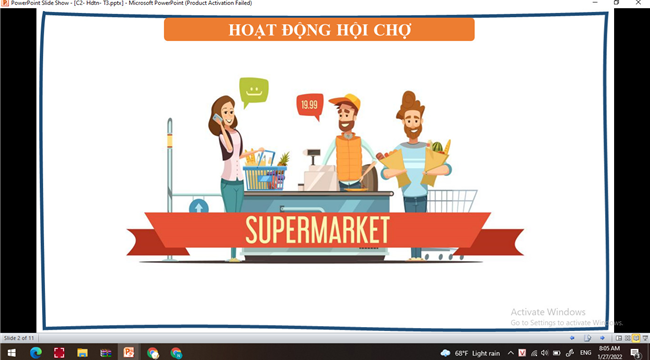 PowerPoint Slide Show - [C2- Hdtn- T3.pptx] - Microsoft PowerPoint (Product Activation Failed)
HOẠT ĐỘNG HỘI CHỢ
19.99
SUPERMARKET
Activate Windows
Go to Settings to activate Windows.
Slide 2 of 11
68°F Light rain
V
ENG
8:05 AM
1/27/2022